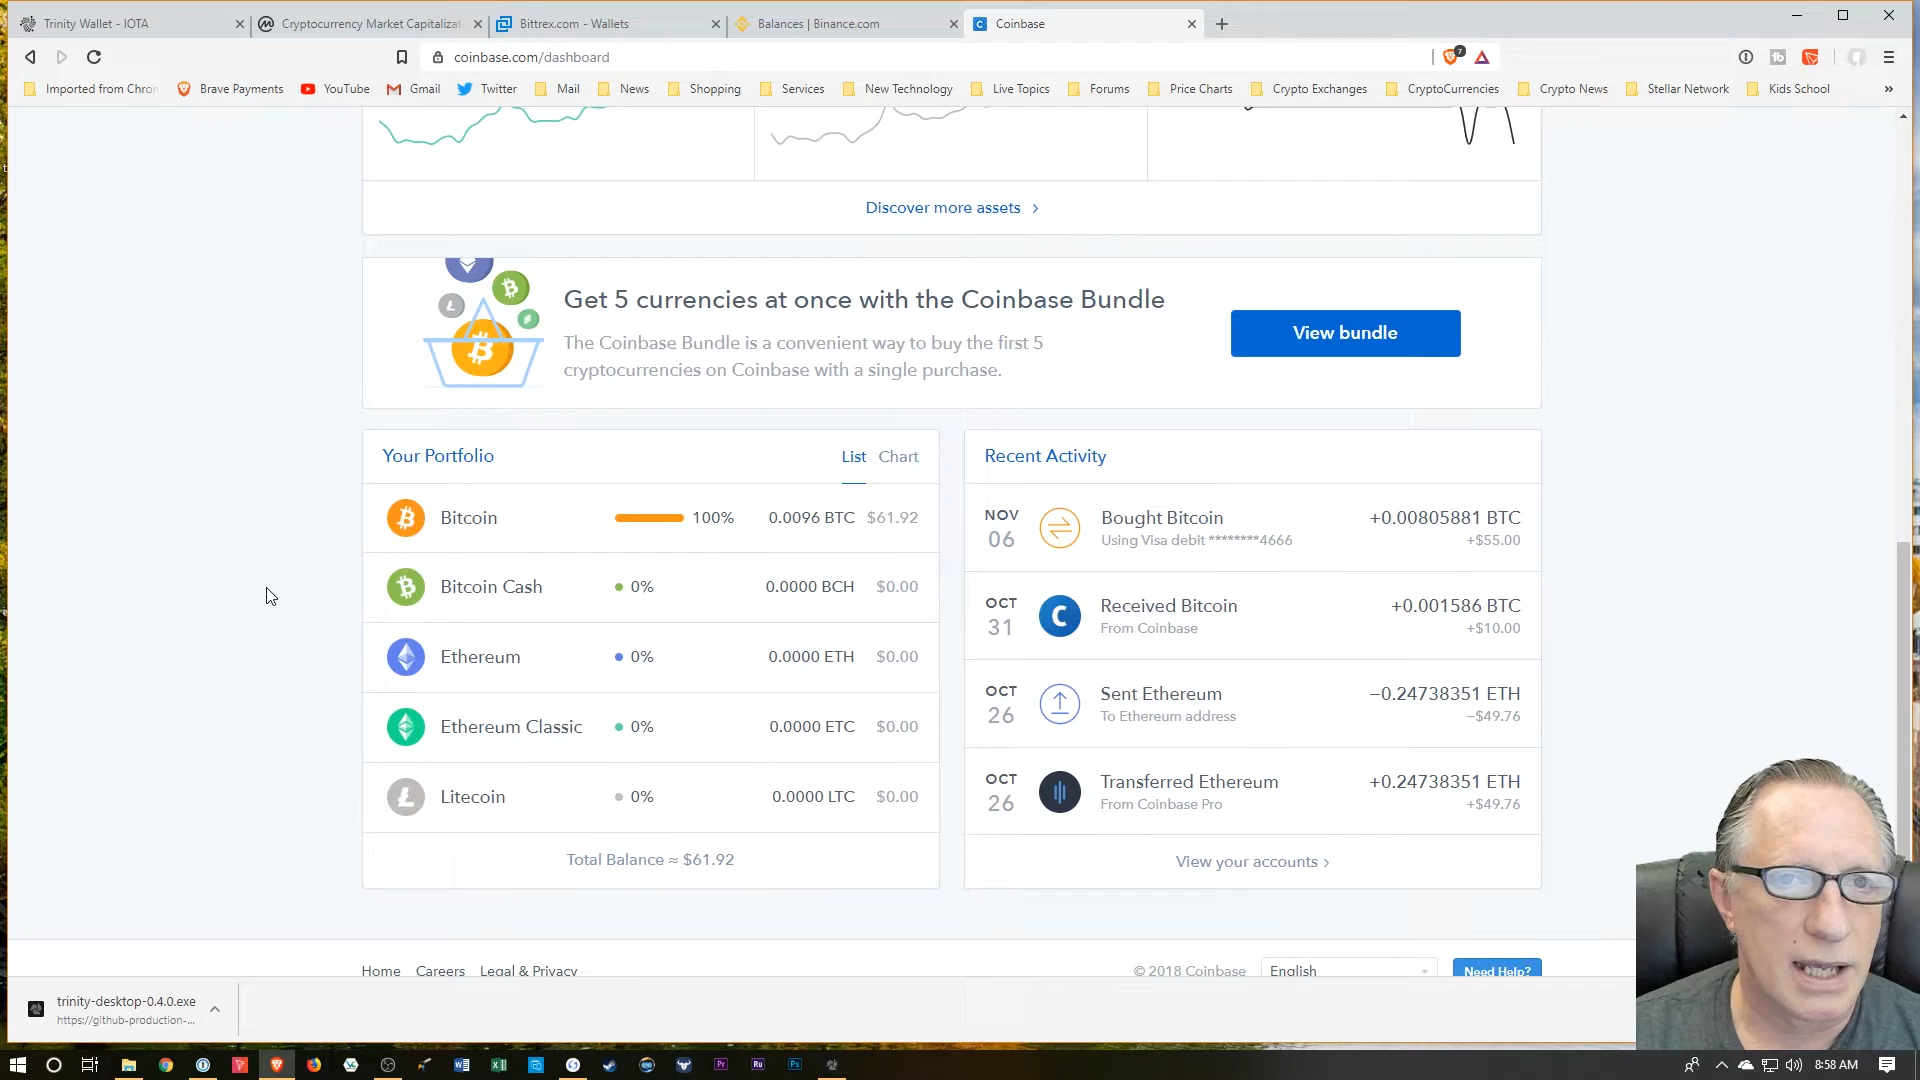 Trinity Wallet - IOTA
Cryptocurrency Market Capitalizat
Bittrex.com - Wallets
Balances | Binance.com
Coinbase
coinbase.com/dashboard
7
Imported from Chron
Brave Payments
YouTube
Gmail
Twitter
Mail
News
Shopping
Services
New Technology
Live Topics
Forums
Price Charts
Crypto Exchanges
CryptoCurrencies
Crypto News
Stellar Network
Kids School
Discover more assets
Get 5 currencies at once with the Coinbase Bundle
The Coinbase Bundle is a convenient way to buy the first 5
cryptocurrencies on Coinbase with a single purchase.
View bundle
Your Portfolio
List Chart
Bitcoin 100% 0.0096 BTC $61.92
Bitcoin Cash 0% 0.0000 BCH $0.00
Ethereum 0% 0.0000 ETH $0.00
Ethereum Classic 0% 0.0000 ETC $0.00
Litecoin 0% 0.0000 LTC $0.00
Total Balance ≈ $61.92
Recent Activity
NOV 06
Bought Bitcoin +0.00805881 BTC
Using Visa debit ********4666 +$55.00
OCT 31
Received Bitcoin +0.001586 BTC
From Coinbase +$10.00
OCT 26
Sent Ethereum −0.24738351 ETH
To Ethereum address −$49.76
OCT 26
Transferred Ethereum +0.24738351 ETH
From Coinbase Pro +$49.76
View your accounts
Home Careers Legal & Privacy
© 2018 Coinbase English Need Help?
trinity-desktop-0.4.0.exe
https://github-production-...
8:58 AM